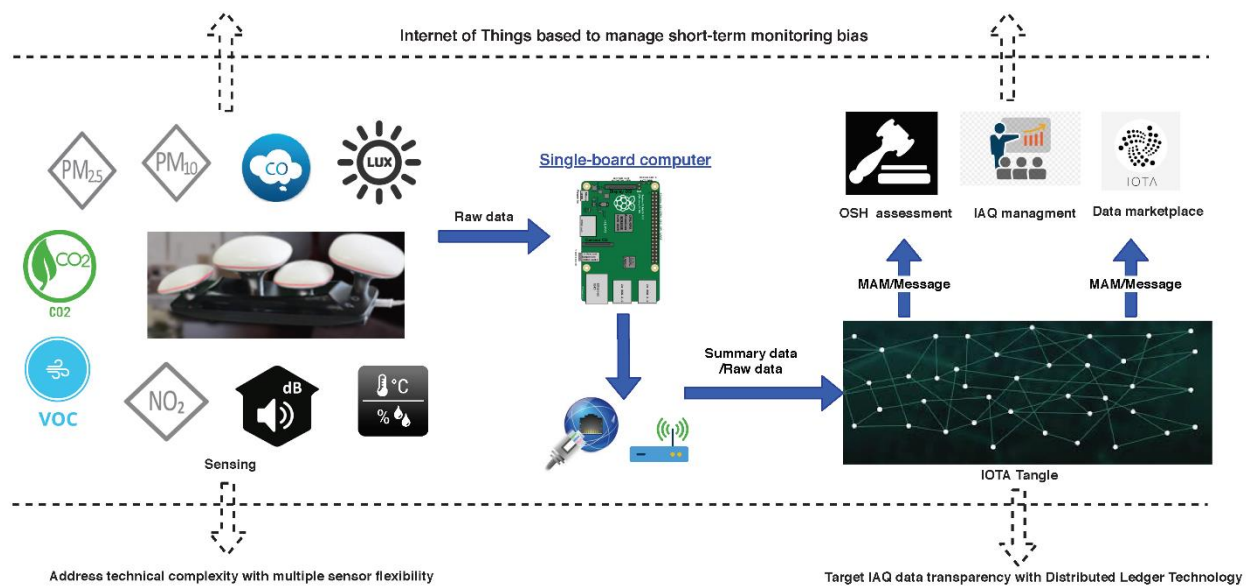 Internet of Things based to manage short-term monitoring bias
PM2.5
PM10
CO
LUX
Single-board computer
OSH assessment
IAQ managment
IOTA
Data marketplace
Raw data
CO2
CO2
MAM/Message
MAM/Message
Summary data
/Raw data
VOC
NO2
dB
°C
%
Sensing
IOTA Tangle
Address technical complexity with multiple sensor flexibility
Target IAQ data transparency with Distributed Ledger Technology